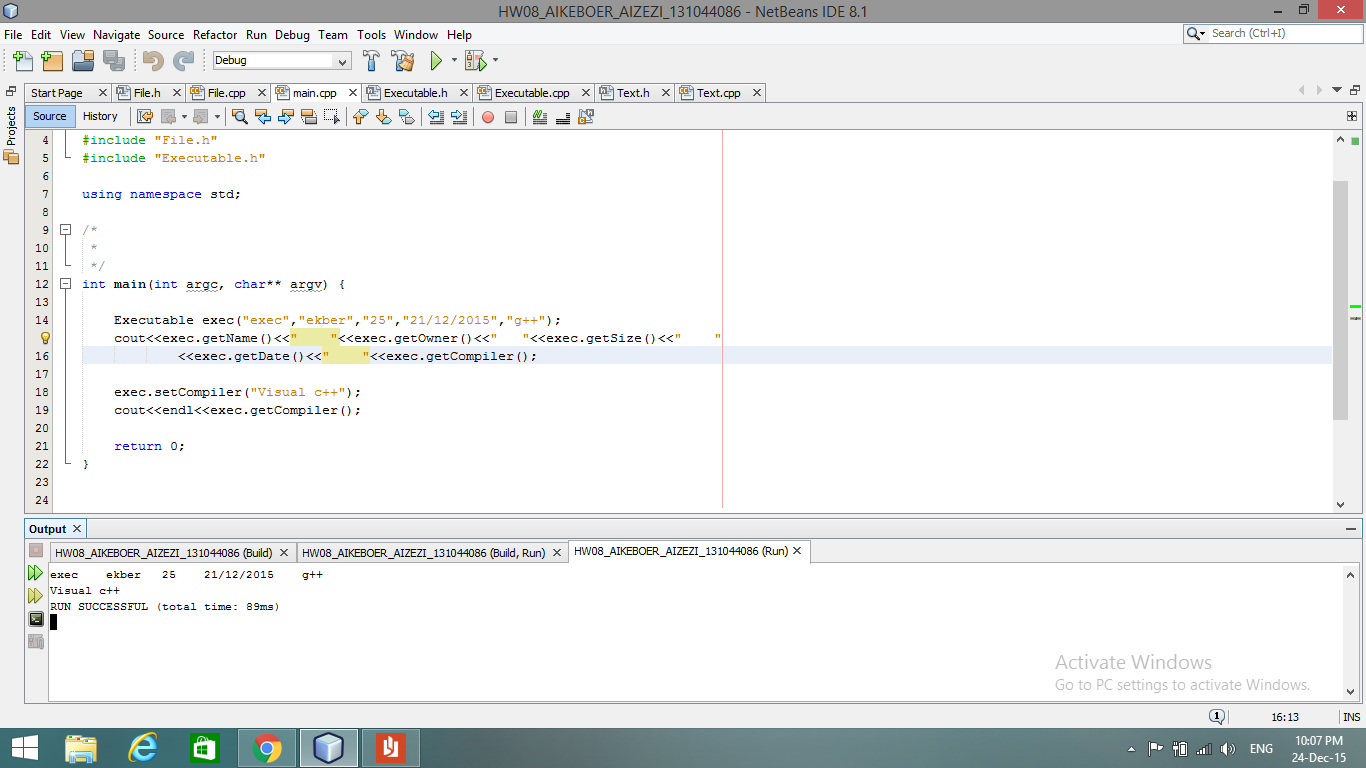 HW08_AIKEBOER_AIZEZI_131044086 - NetBeans IDE 8.1
File Edit View Navigate Source Refactor Run Debug Team Tools Window Help
Search (Ctrl+I)
Debug
Projects
Start Page File.h File.cpp main.cpp Executable.h Executable.cpp Text.h Text.cpp
Source History
4 #include "File.h"
5 #include "Executable.h"
6
7 using namespace std;
8
9 /*
10 *
11 */
12 int main(int argc, char** argv) {
13
14 Executable exec("exec","ekber","25","21/12/2015","g++");
cout<<exec.getName()<<"    "<<exec.getOwner()<<"   "<<exec.getSize()<<"    "
16 <<exec.getDate()<<"    "<<exec.getCompiler();
17
18 exec.setCompiler("Visual c++");
19 cout<<endl<<exec.getCompiler();
20
21 return 0;
22 }
23
24
Output
HW08_AIKEBOER_AIZEZI_131044086 (Build) HW08_AIKEBOER_AIZEZI_131044086 (Build, Run) HW08_AIKEBOER_AIZEZI_131044086 (Run)
exec    ekber   25    21/12/2015    g++
Visual c++
RUN SUCCESSFUL (total time: 89ms)
Activate Windows
Go to PC settings to activate Windows.
1 16:13 INS
ENG
10:07 PM
24-Dec-15